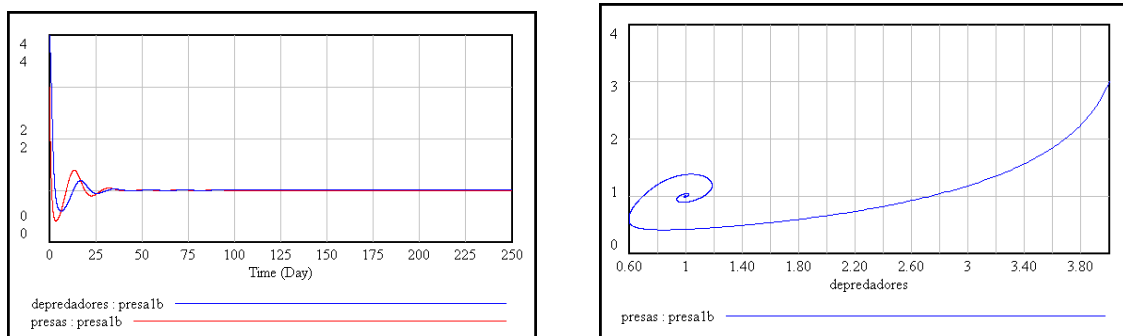 4
4
2
2
0
0
0 25 50 75 100 125 150 175 200 225 250
Time (Day)
depredadores : presa1b
presas : presa1b
4
3
2
1
0
0.60 1 1.40 1.80 2.20 2.60 3 3.40 3.80
depredadores
presas : presa1b